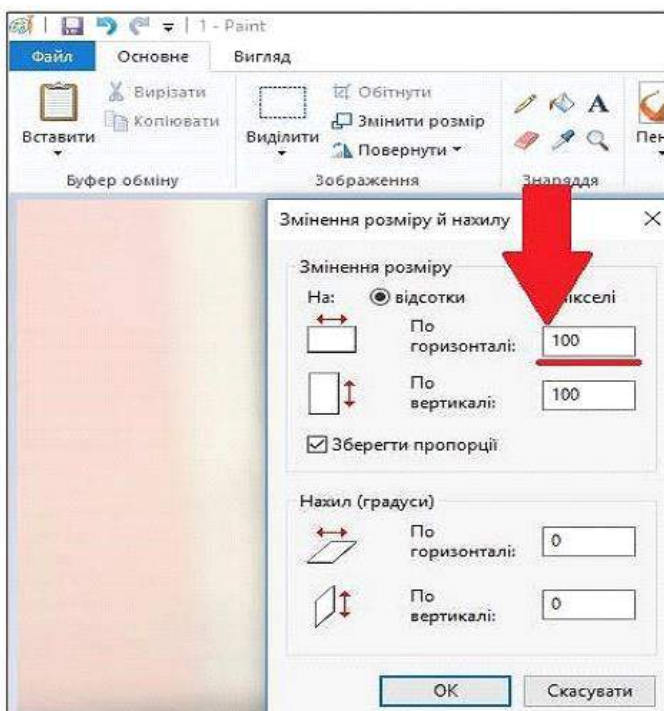 1 - Paint
Файл Основне Вигляд
Вставити
Вирізати
Копіювати
Буфер обміну
Виділити
Обітнути
Змінити розмір
Повернути
Зображення
A
Знаряддя
Змінення розміру й нахилу
Змінення розміру
На: відсотки
По горизонталі: 100
По вертикалі: 100
Зберегти пропорції
Нахил (градуси)
По горизонталі: 0
По вертикалі: 0
ОК Скасувати